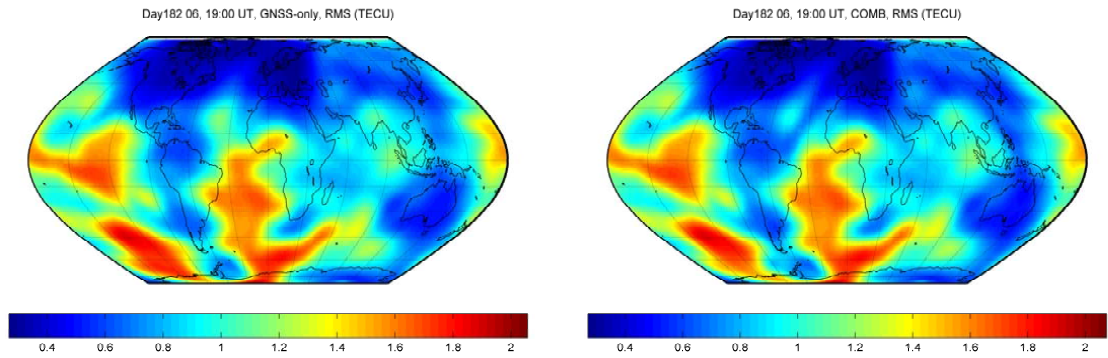 Day182 06, 19:00 UT, GNSS-only, RMS (TECU)
0.4 0.6 0.8 1 1.2 1.4 1.6 1.8 2
Day182 06, 19:00 UT, COMB, RMS (TECU)
0.4 0.6 0.8 1 1.2 1.4 1.6 1.8 2